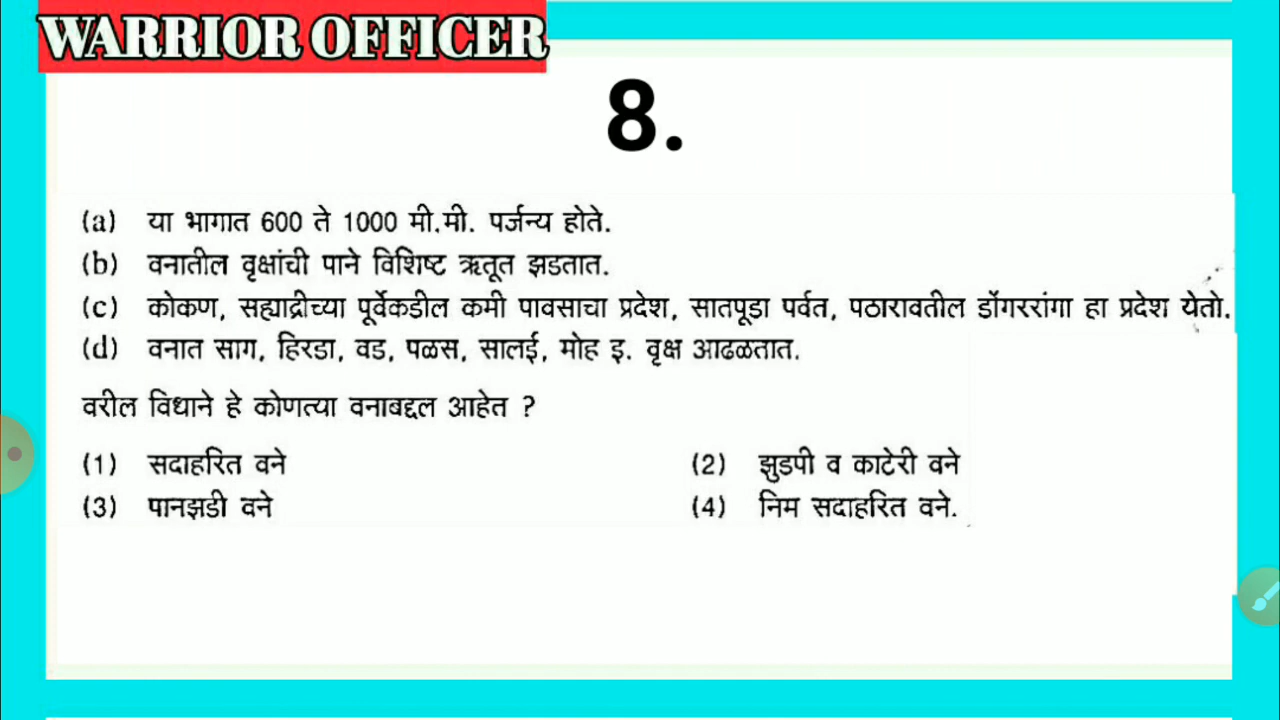 WARRIOR OFFICER
8.
(a) या भागात 600 ते 1000 मी.मी. पर्जन्य होते.
(b) वनातील वृक्षांची पाने विशिष्ट ऋतूत झडतात.
(c) कोकण, सह्याद्रीच्या पूर्वेकडील कमी पावसाचा प्रदेश, सातपूडा पर्वत, पठारावतील डोंगररांगा हा प्रदेश येतो.
(d) वनात साग, हिरडा, वड, पळस, सालई, मोह इ. वृक्ष आढळतात.
वरील विधाने हे कोणत्या वनाबद्दल आहेत ?
(1) सदाहरित वने (2) झुडपी व काटेरी वने
(3) पानझडी वने (4) निम सदाहरित वने.